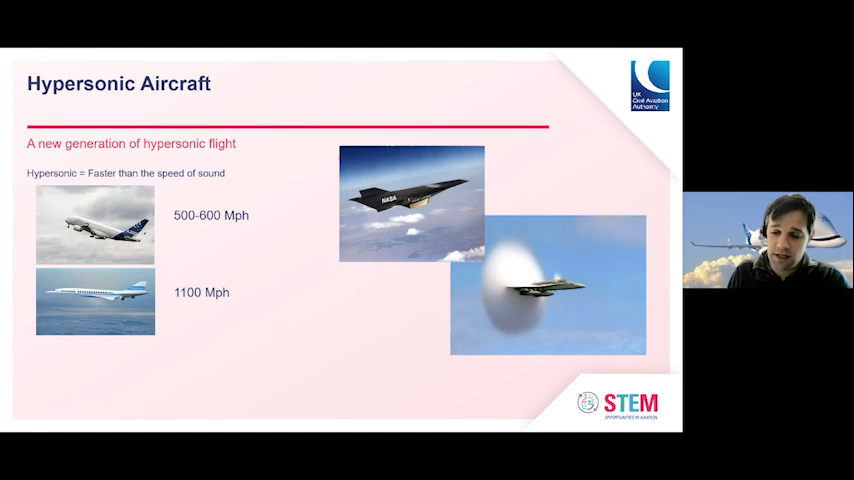 Hypersonic Aircraft
UK
Civil Aviation
Authority
A new generation of hypersonic flight
Hypersonic = Faster than the speed of sound
500-600 Mph
NASA
1100 Mph
STEM
OPPORTUNITIES IN AVIATION